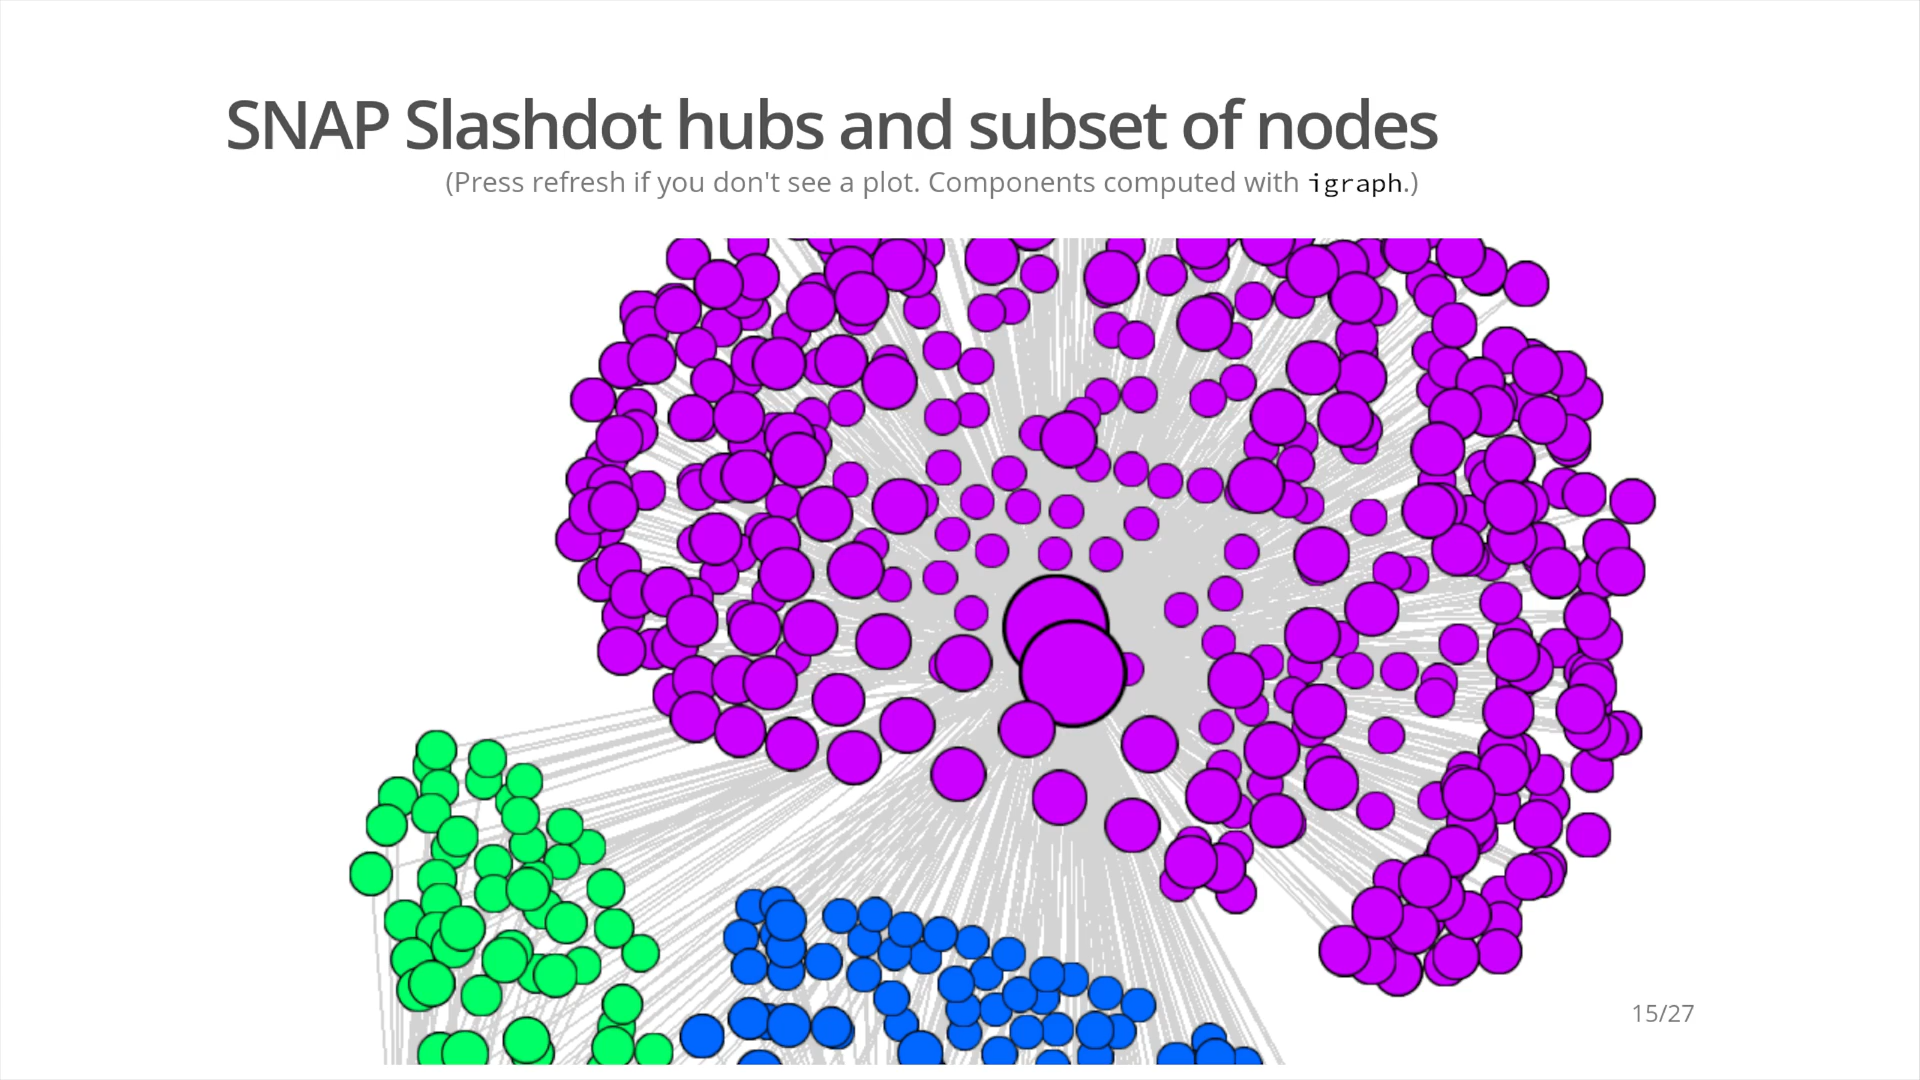 SNAP Slashdot hubs and subset of nodes
(Press refresh if you don't see a plot. Components computed with igraph.)
15/27